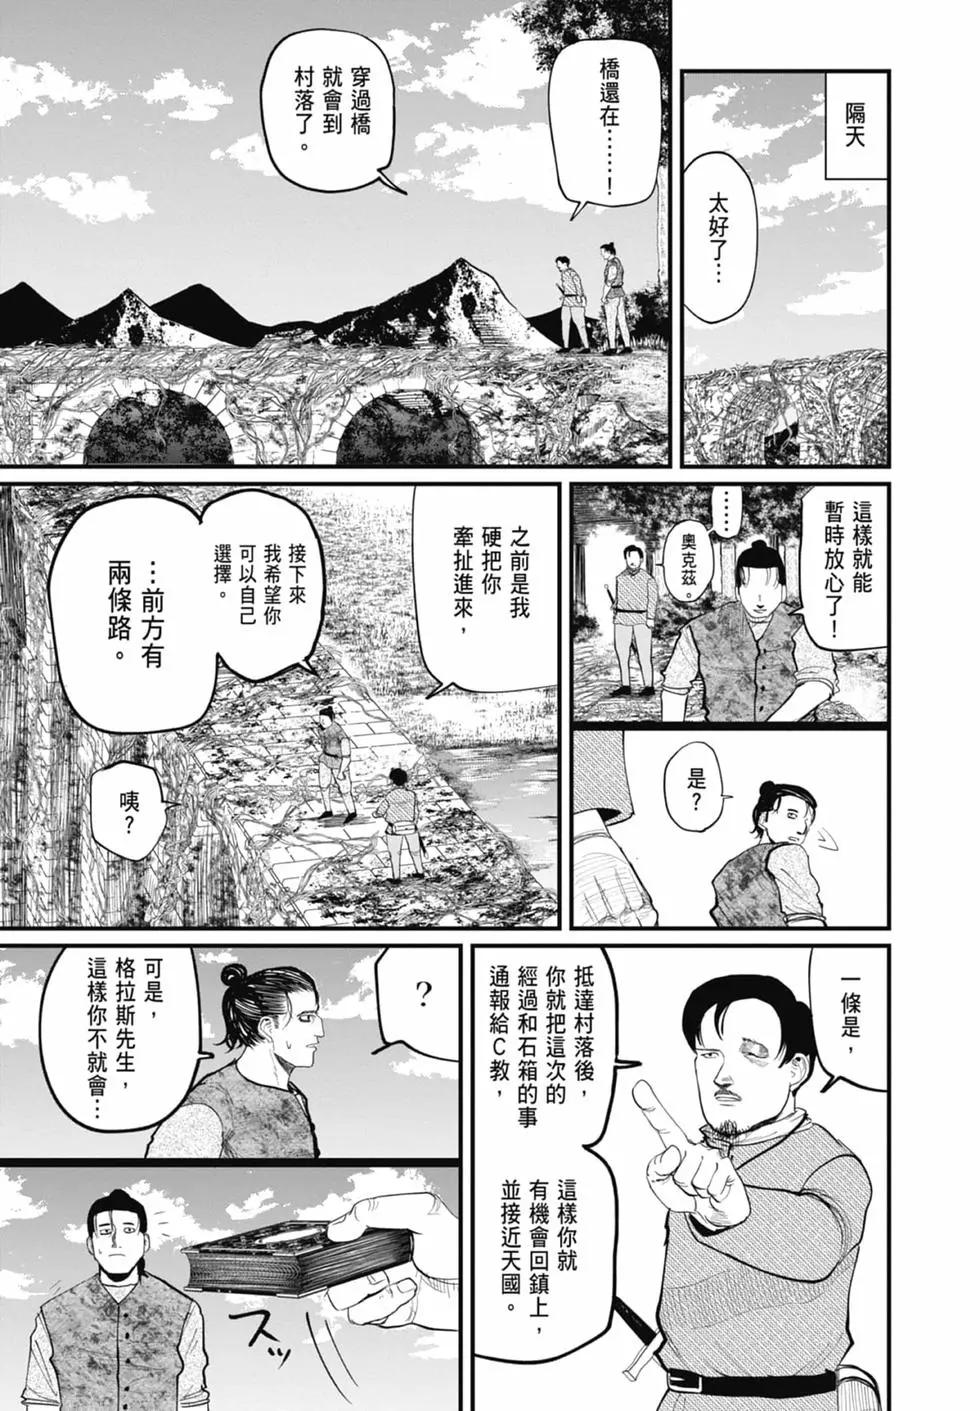 隔天
太好了…
橋還在……！
穿過橋
就會到
村落了。
這樣就能
暫時放心了！
……
奧克茲。
是？
之前是我
硬把你
牽扯進來，
接下來
我希望你
可以自己
選擇。
…前方有
兩條路。
咦？
一條是，
抵達村落後，
你就把這次的
經過和石箱的事
通報給C教，
這樣你就
有機會回鎮上，
並接近天國。
？
可是，
格拉斯先生，
這樣你不就會…
スッ